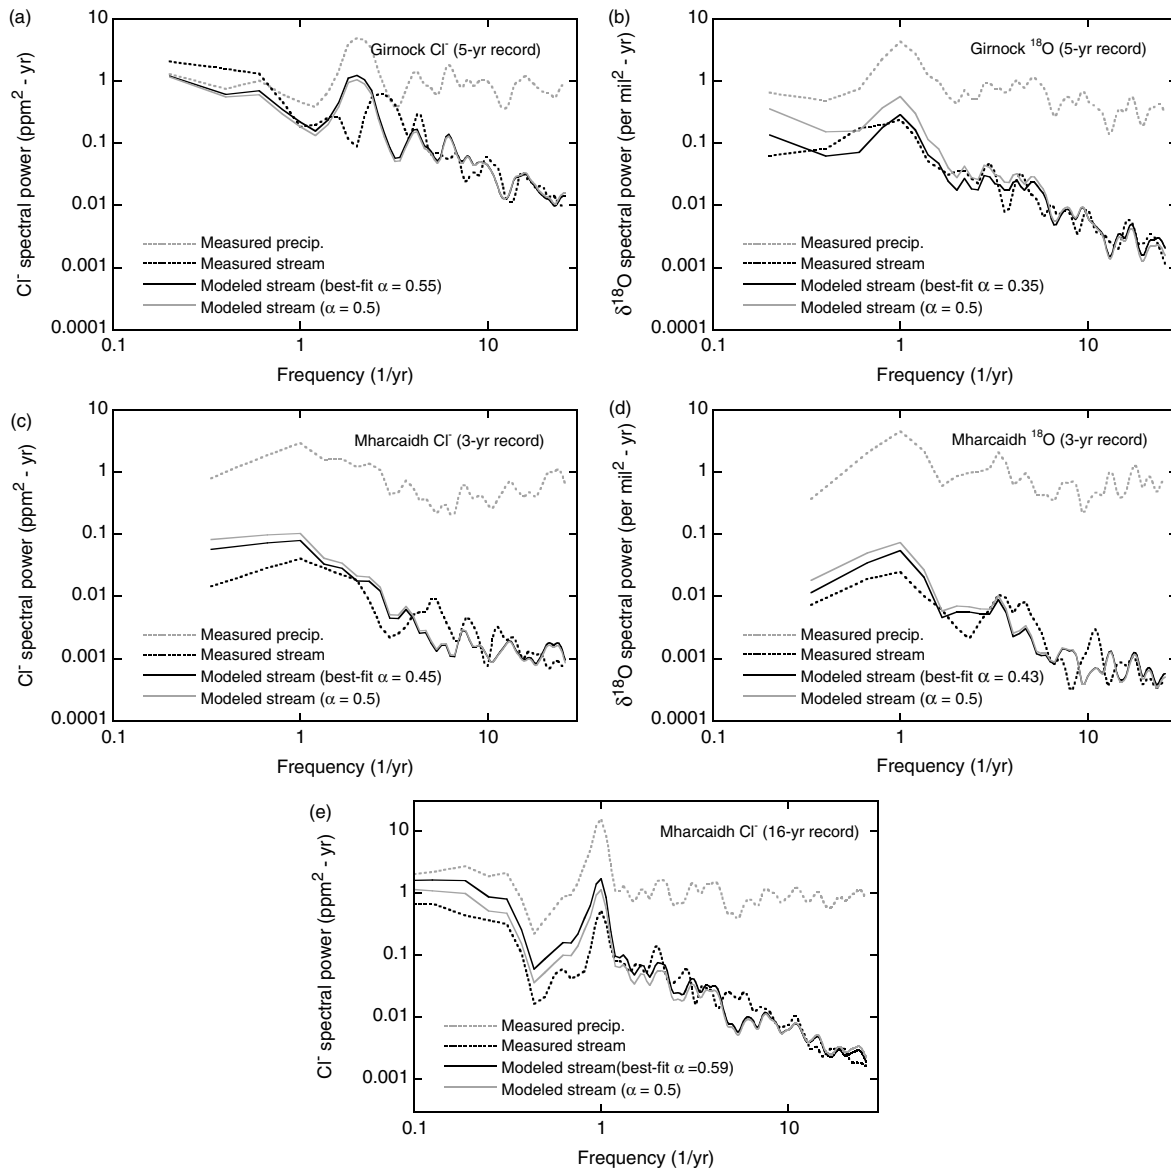 (a)
Girnock Cl⁻ (5-yr record)
Cl⁻ spectral power (ppm² - yr)
10
1
0.1
0.01
0.001
0.0001
Measured precip.
Measured stream
Modeled stream (best-fit α = 0.55)
Modeled stream (α = 0.5)
0.1 1 10
Frequency (1/yr)
(b)
Girnock ¹⁸O (5-yr record)
δ¹⁸O spectral power (per mil² - yr)
10
1
0.1
0.01
0.001
0.0001
Measured precip.
Measured stream
Modeled stream (best-fit α = 0.35)
Modeled stream (α = 0.5)
0.1 1 10
Frequency (1/yr)
(c)
Mharcaidh Cl⁻ (3-yr record)
Cl⁻ spectral power (ppm² - yr)
10
1
0.1
0.01
0.001
0.0001
Measured precip.
Measured stream
Modeled stream (best-fit α = 0.45)
Modeled stream (α = 0.5)
0.1 1 10
Frequency (1/yr)
(d)
Mharcaidh ¹⁸O (3-yr record)
δ¹⁸O spectral power (per mil² - yr)
10
1
0.1
0.01
0.001
0.0001
Measured precip.
Measured stream
Modeled stream (best-fit α = 0.43)
Modeled stream (α = 0.5)
0.1 1 10
Frequency (1/yr)
(e)
Mharcaidh Cl⁻ (16-yr record)
Cl⁻ spectral power (ppm² - yr)
10
1
0.1
0.01
0.001
Measured precip.
Measured stream
Modeled stream(best-fit α =0.59)
Modeled stream (α = 0.5)
0.1 1 10
Frequency (1/yr)